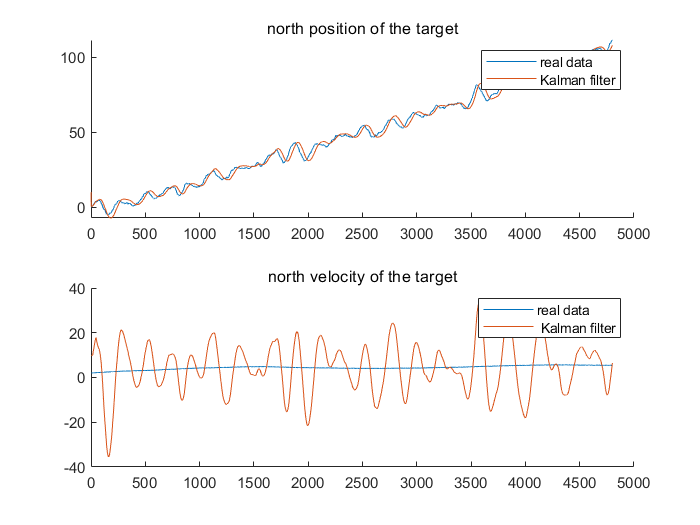 north position of the target
100
50
0
real data
Kalman filter
0 500 1000 1500 2000 2500 3000 3500 4000 4500 5000
north velocity of the target
40
20
0
-20
-40
real data
Kalman filter
0 500 1000 1500 2000 2500 3000 3500 4000 4500 5000